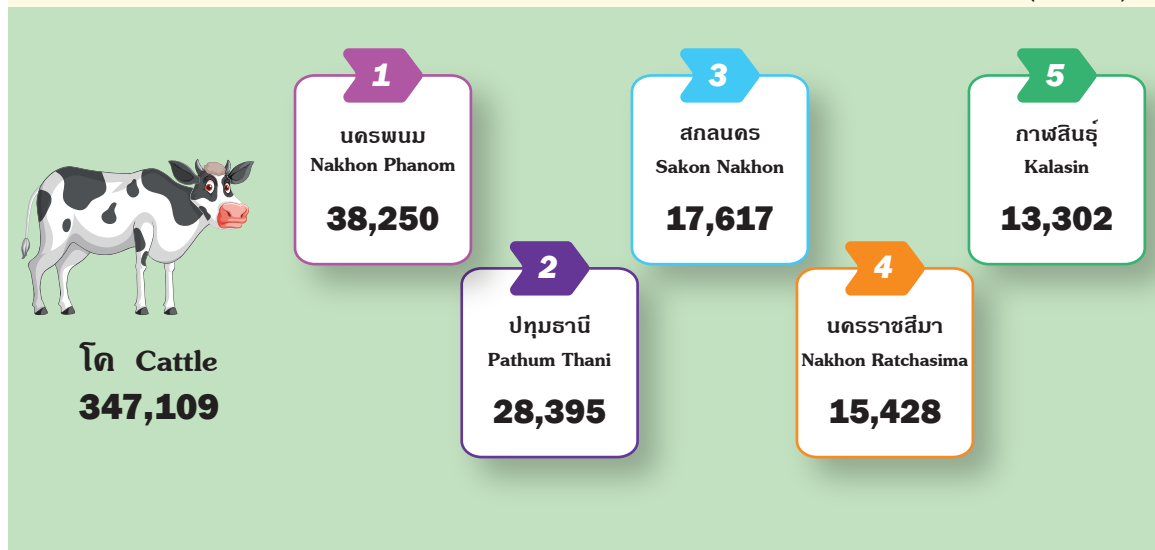 โค Cattle
347,109
1
นครพนม
Nakhon Phanom
38,250
2
ปทุมธานี
Pathum Thani
28,395
3
สกลนคร
Sakon Nakhon
17,617
4
นครราชสีมา
Nakhon Ratchasima
15,428
5
กาฬสินธุ์
Kalasin
13,302